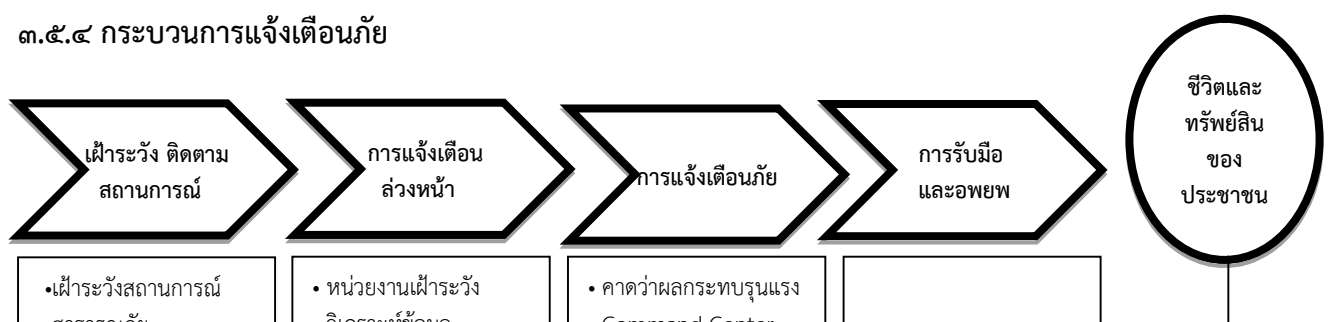 ๓.๕.๔ กระบวนการแจ้งเตือนภัย
เฝ้าระวัง ติดตาม
สถานการณ์
การแจ้งเตือน
ล่วงหน้า
การแจ้งเตือนภัย
การรับมือ
และอพยพ
ชีวิตและ
ทรัพย์สิน
ของ
ประชาชน
•เฝ้าระวังสถานการณ์
• หน่วยงานเฝ้าระวัง
• คาดว่าผลกระทบรุนแรง
Command Center